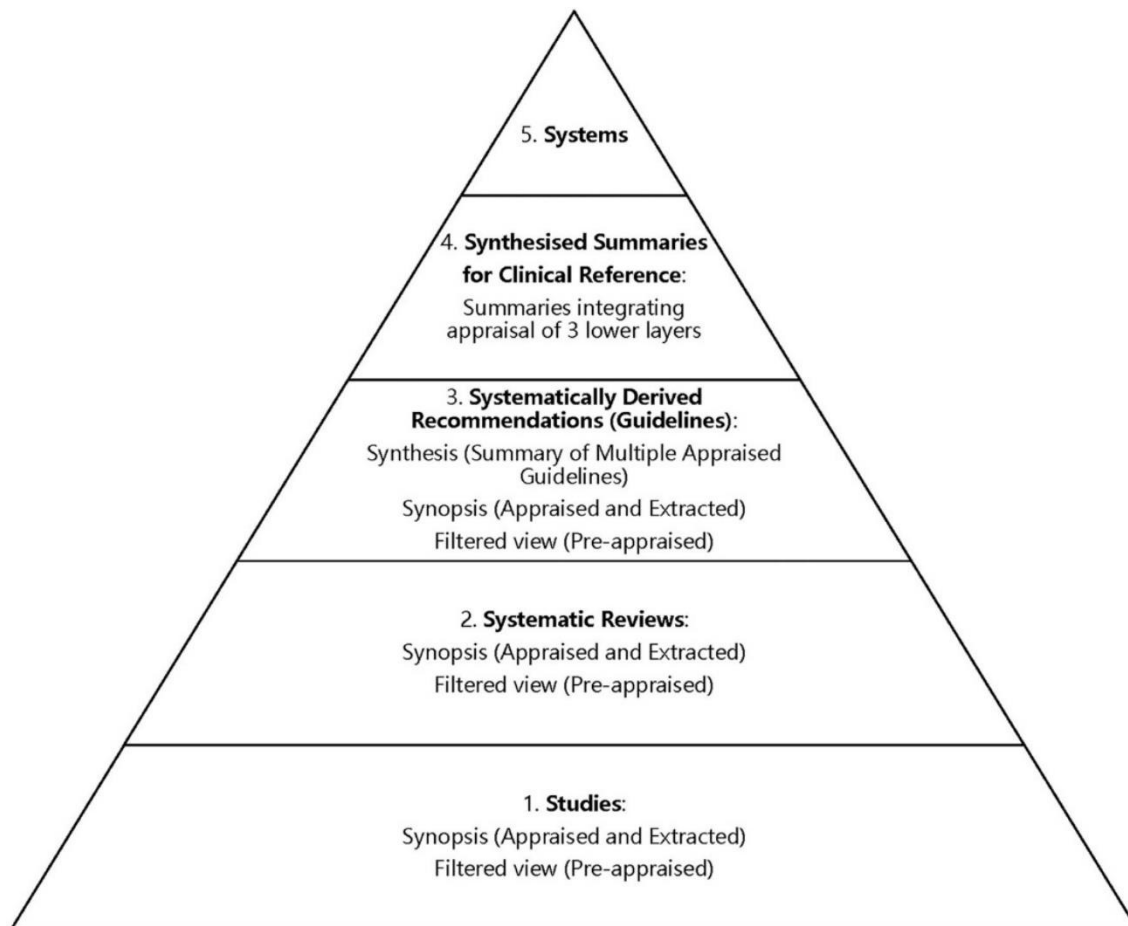 5. Systems
4. Synthesised Summaries
for Clinical Reference:
Summaries integrating
appraisal of 3 lower layers
3. Systematically Derived
Recommendations (Guidelines):
Synthesis (Summary of Multiple Appraised
Guidelines)
Synopsis (Appraised and Extracted)
Filtered view (Pre-appraised)
2. Systematic Reviews:
Synopsis (Appraised and Extracted)
Filtered view (Pre-appraised)
1. Studies:
Synopsis (Appraised and Extracted)
Filtered view (Pre-appraised)